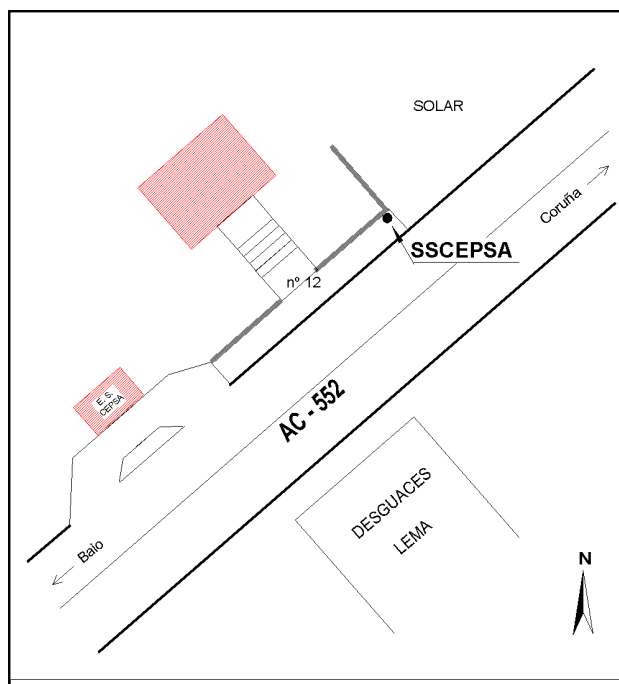 SOLAR
Coruña
SSCEPSA
nº 12
E. S.
CEPSA
AC - 552
DESGUACES
LEMA
Baio
N